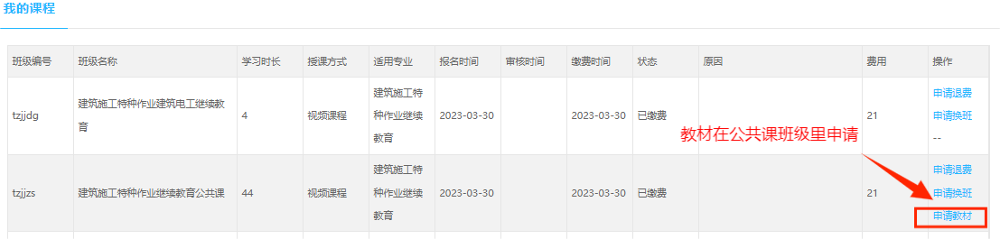 我的课程
班级编号 班级名称 学习时长 授课方式 适用专业 报名时间 审核时间 缴费时间 状态 原因 费用 操作
tzjjdg 建筑施工特种作业建筑电工继续教育 4 视频课程 建筑施工特种作业继续教育 2023-03-30 2023-03-30 已缴费 21 申请退费
申请换班
--
教材在公共课班级里申请
tzjjzs 建筑施工特种作业继续教育公共课 44 视频课程 建筑施工特种作业继续教育 2023-03-30 2023-03-30 已缴费 21 申请退费
申请换班
申请教材